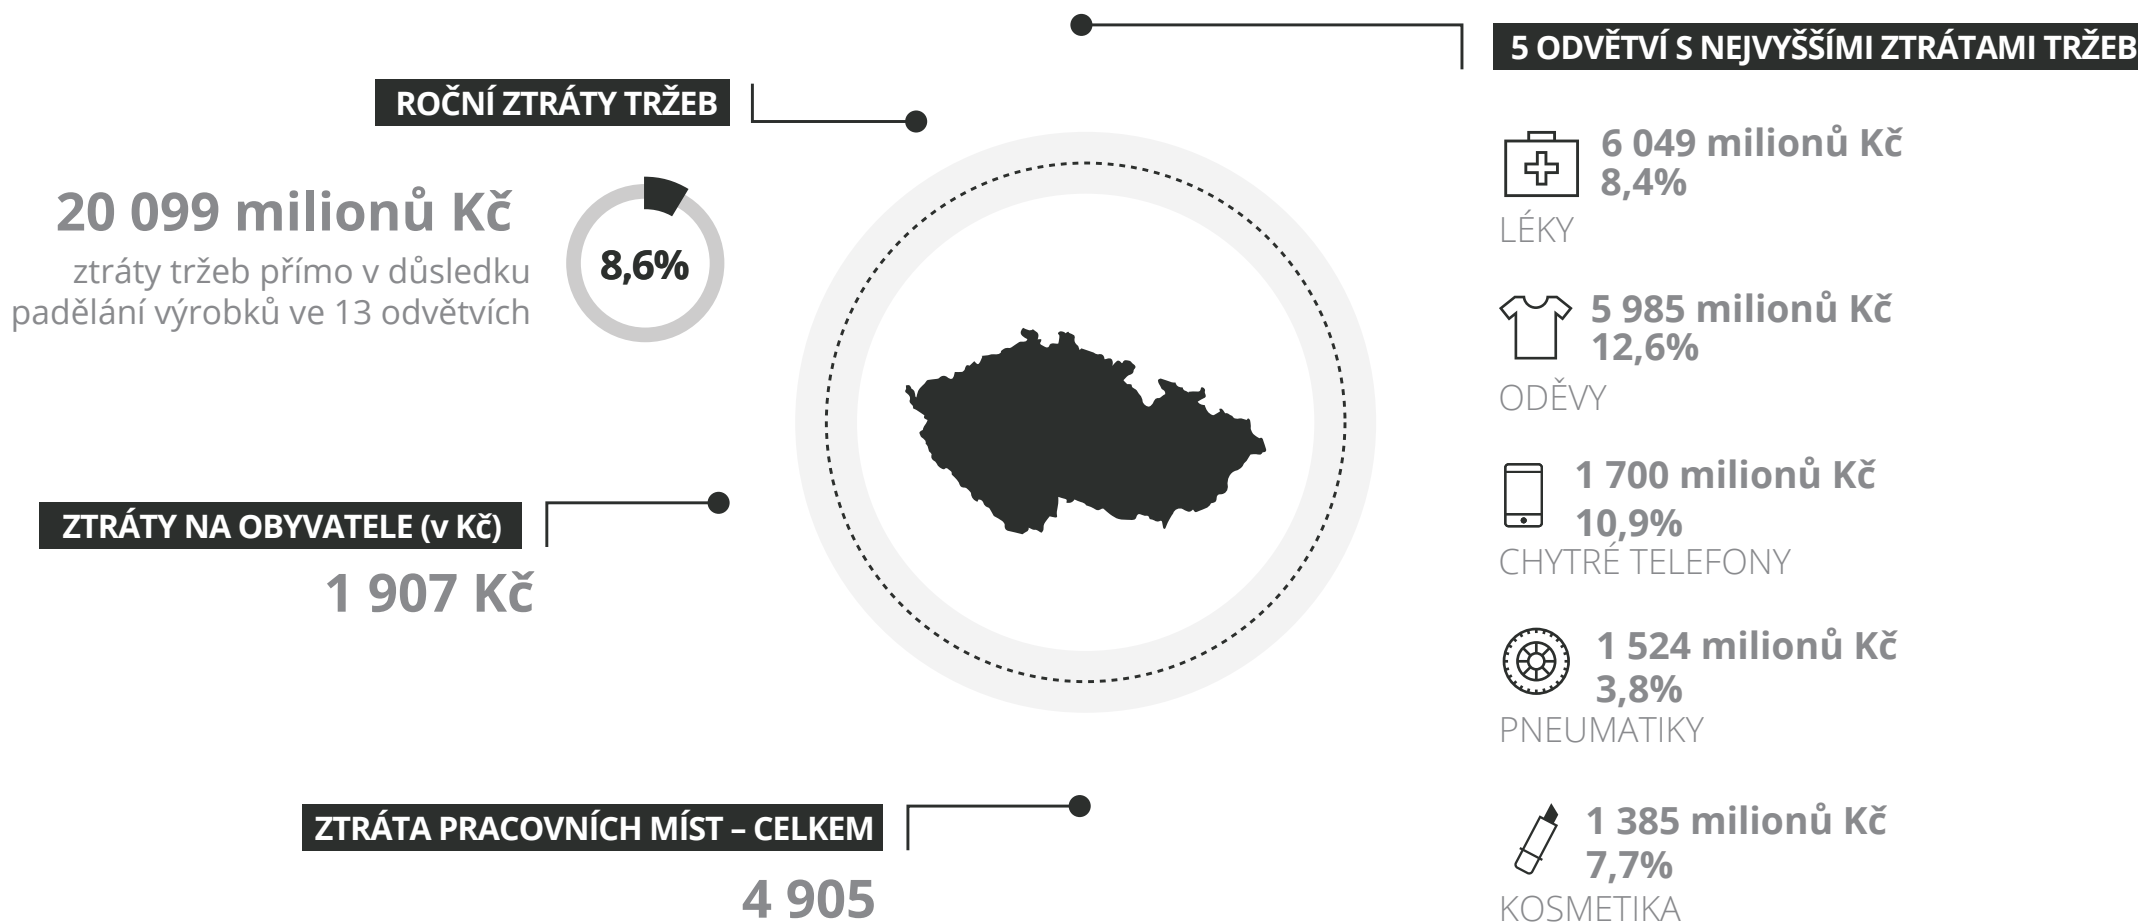 ROČNÍ ZTRÁTY TRŽEB
20 099 milionů Kč
ztráty tržeb přímo v důsledku
padělání výrobků ve 13 odvětvích
8,6%
ZTRÁTY NA OBYVATELE (v Kč)
1 907 Kč
ZTRÁTA PRACOVNÍCH MÍST – CELKEM
4 905
5 ODVĚTVÍ S NEJVYŠŠÍMI ZTRÁTAMI TRŽEB
6 049 milionů Kč
8,4%
LÉKY
5 985 milionů Kč
12,6%
ODĚVY
1 700 milionů Kč
10,9%
CHYTRÉ TELEFONY
1 524 milionů Kč
3,8%
PNEUMATIKY
1 385 milionů Kč
7,7%
KOSMETIKA